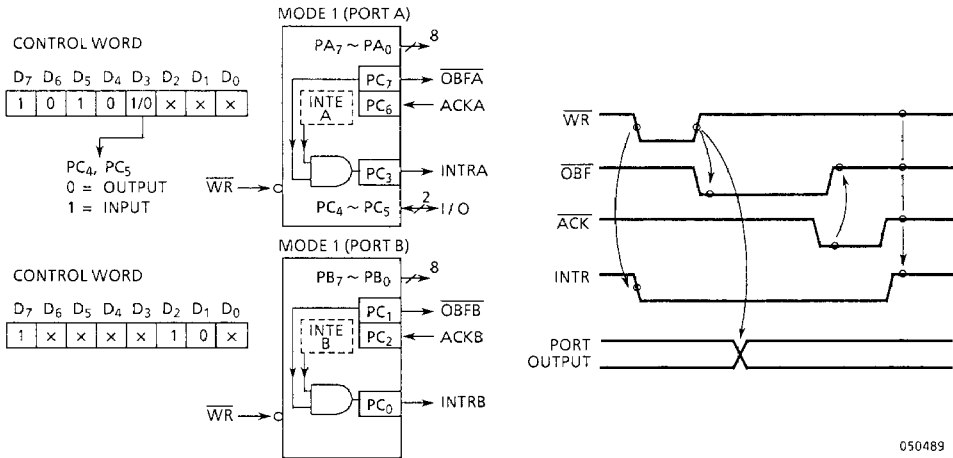 MODE 1 (PORT A)
CONTROL WORD
D7 D6 D5 D4 D3 D2 D1 D0
1 0 1 0 1/0 × × ×
PC4, PC5
0 = OUTPUT
1 = INPUT
PA7 ~ PA0
8
PC7
OBFA
PC6
ACKA
INTE
A
PC3
INTRA
WR
PC4 ~ PC5
2
I/O
MODE 1 (PORT B)
CONTROL WORD
D7 D6 D5 D4 D3 D2 D1 D0
1 × × × × 1 0 ×
PB7 ~ PB0
8
PC1
OBFB
PC2
ACKB
INTE
B
PC0
INTRB
WR
WR
OBF
ACK
INTR
PORT
OUTPUT
050489